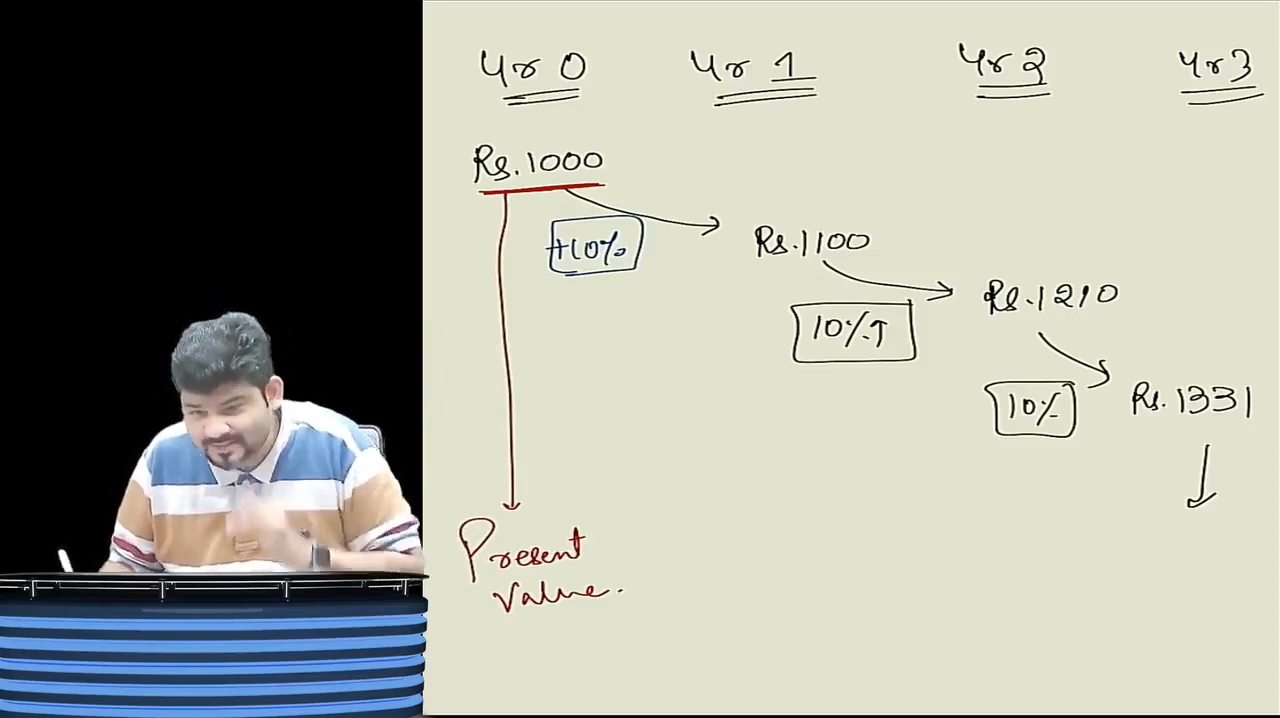 Yr 0 Yr 1 Yr 2 Yr 3
Rs.1000
+10%
Rs.1100
10%↑
Rs.1210
10%
Rs.1331
Present
Value.